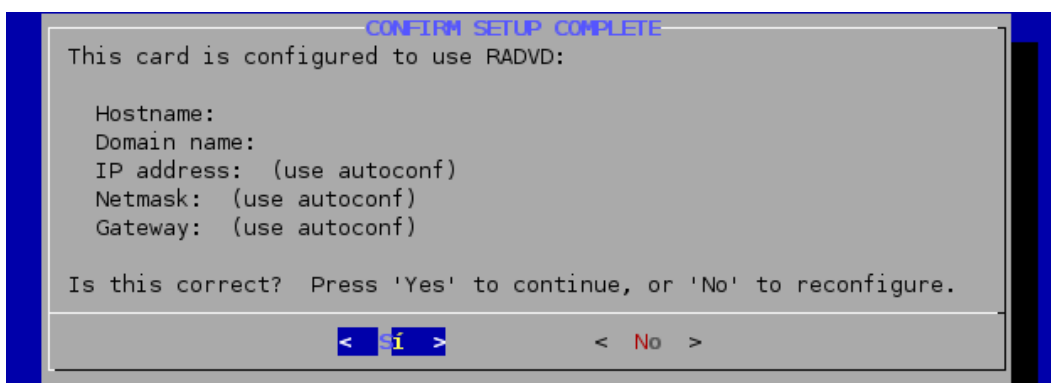 CONFIRM SETUP COMPLETE
This card is configured to use RADVD:
Hostname:
Domain name:
IP address:  (use autoconf)
Netmask:  (use autoconf)
Gateway:  (use autoconf)
Is this correct?  Press 'Yes' to continue, or 'No' to reconfigure.
<  Sí  > <  No  >